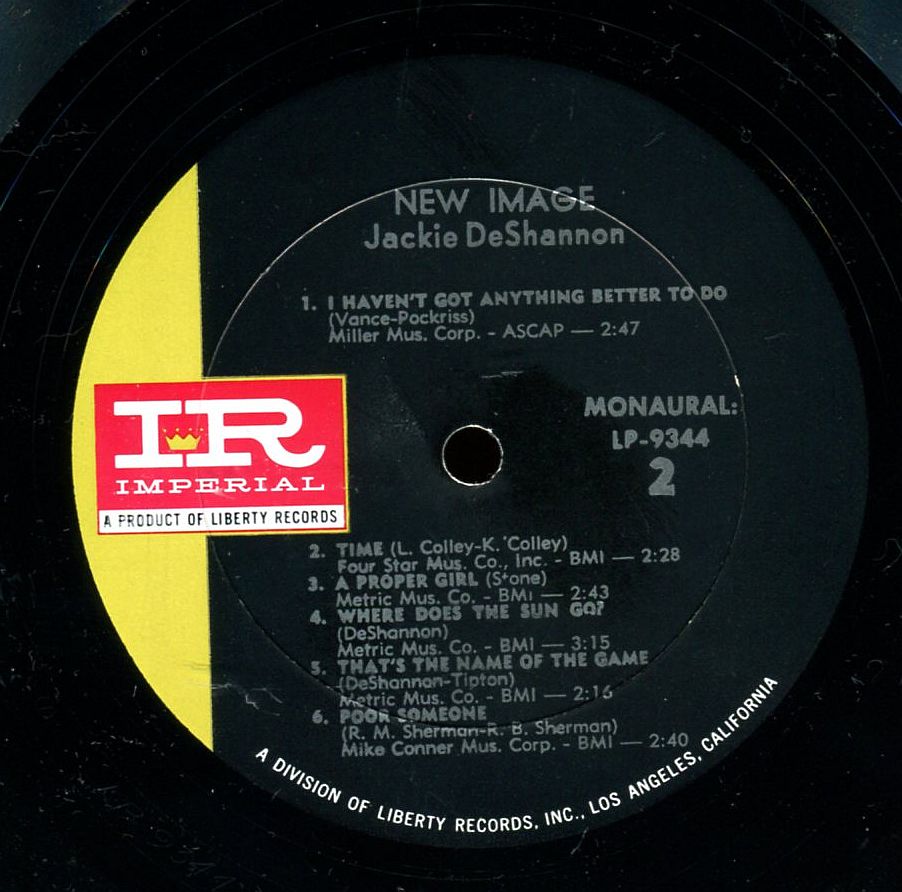 NEW IMAGE
Jackie DeShannon
1. I HAVEN'T GOT ANYTHING BETTER TO DO
(Vance-Pockriss)
Miller Mus. Corp. - ASCAP — 2:47
MONAURAL:
LP-9344
2
IR
IMPERIAL
A PRODUCT OF LIBERTY RECORDS
2. TIME (L. Colley-K. Colley)
Four Star Mus. Co., Inc. - BMI — 2:28
3. A PROPER GIRL (Stone)
Metric Mus. Co. - BMI — 2:43
4. WHERE DOES THE SUN GO?
(DeShannon)
Metric Mus. Co. - BMI — 3:15
5. THAT'S THE NAME OF THE GAME
(DeShannon-Tipton)
Metric Mus. Co. - BMI — 2:16
6. POOR SOMEONE
(R. M. Sherman-R. B. Sherman)
Mike Conner Mus. Corp. - BMI — 2:40
A DIVISION OF LIBERTY RECORDS, INC., LOS ANGELES, CALIFORNIA